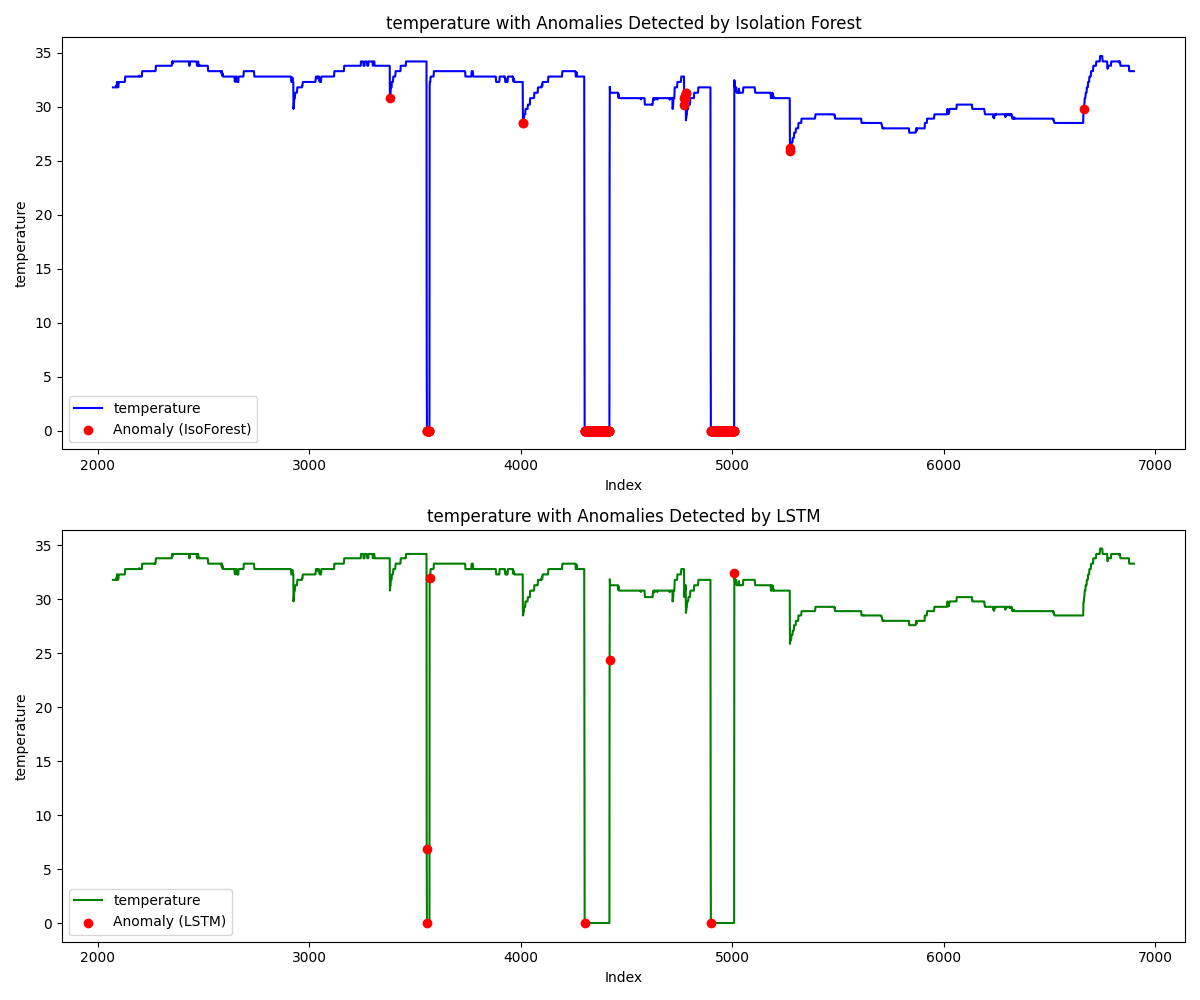 temperature with Anomalies Detected by Isolation Forest
35
30
25
20
15
10
5
0
temperature
temperature
Anomaly (IsoForest)
2000 3000 4000 5000 6000 7000
Index
temperature with Anomalies Detected by LSTM
35
30
25
20
15
10
5
0
temperature
temperature
Anomaly (LSTM)
2000 3000 4000 5000 6000 7000
Index